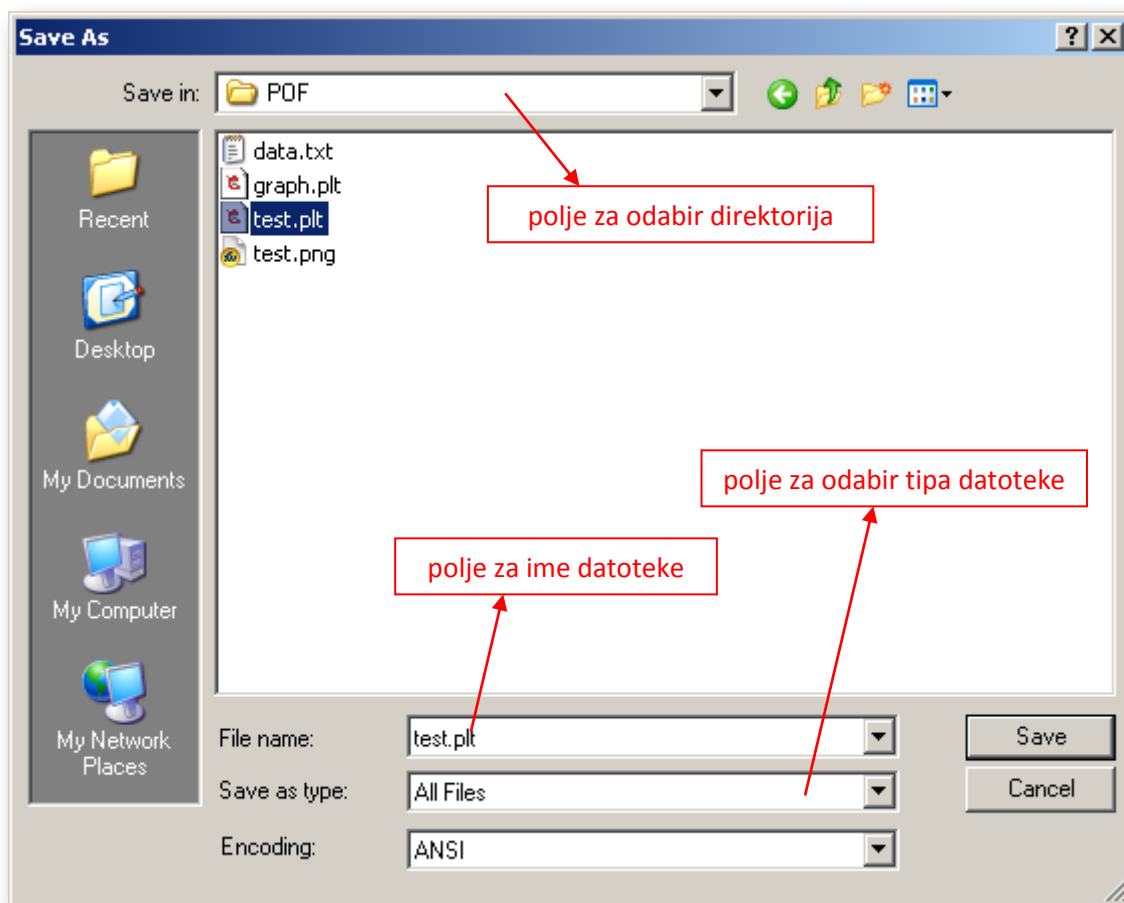 Save As
Save in:
POF
data.txt
graph.plt
test.plt
test.png
polje za odabir direktorija
Recent
Desktop
My Documents
My Computer
My Network
Places
polje za odabir tipa datoteke
polje za ime datoteke
File name:
test.plt
Save
Save as type:
All Files
Cancel
Encoding:
ANSI